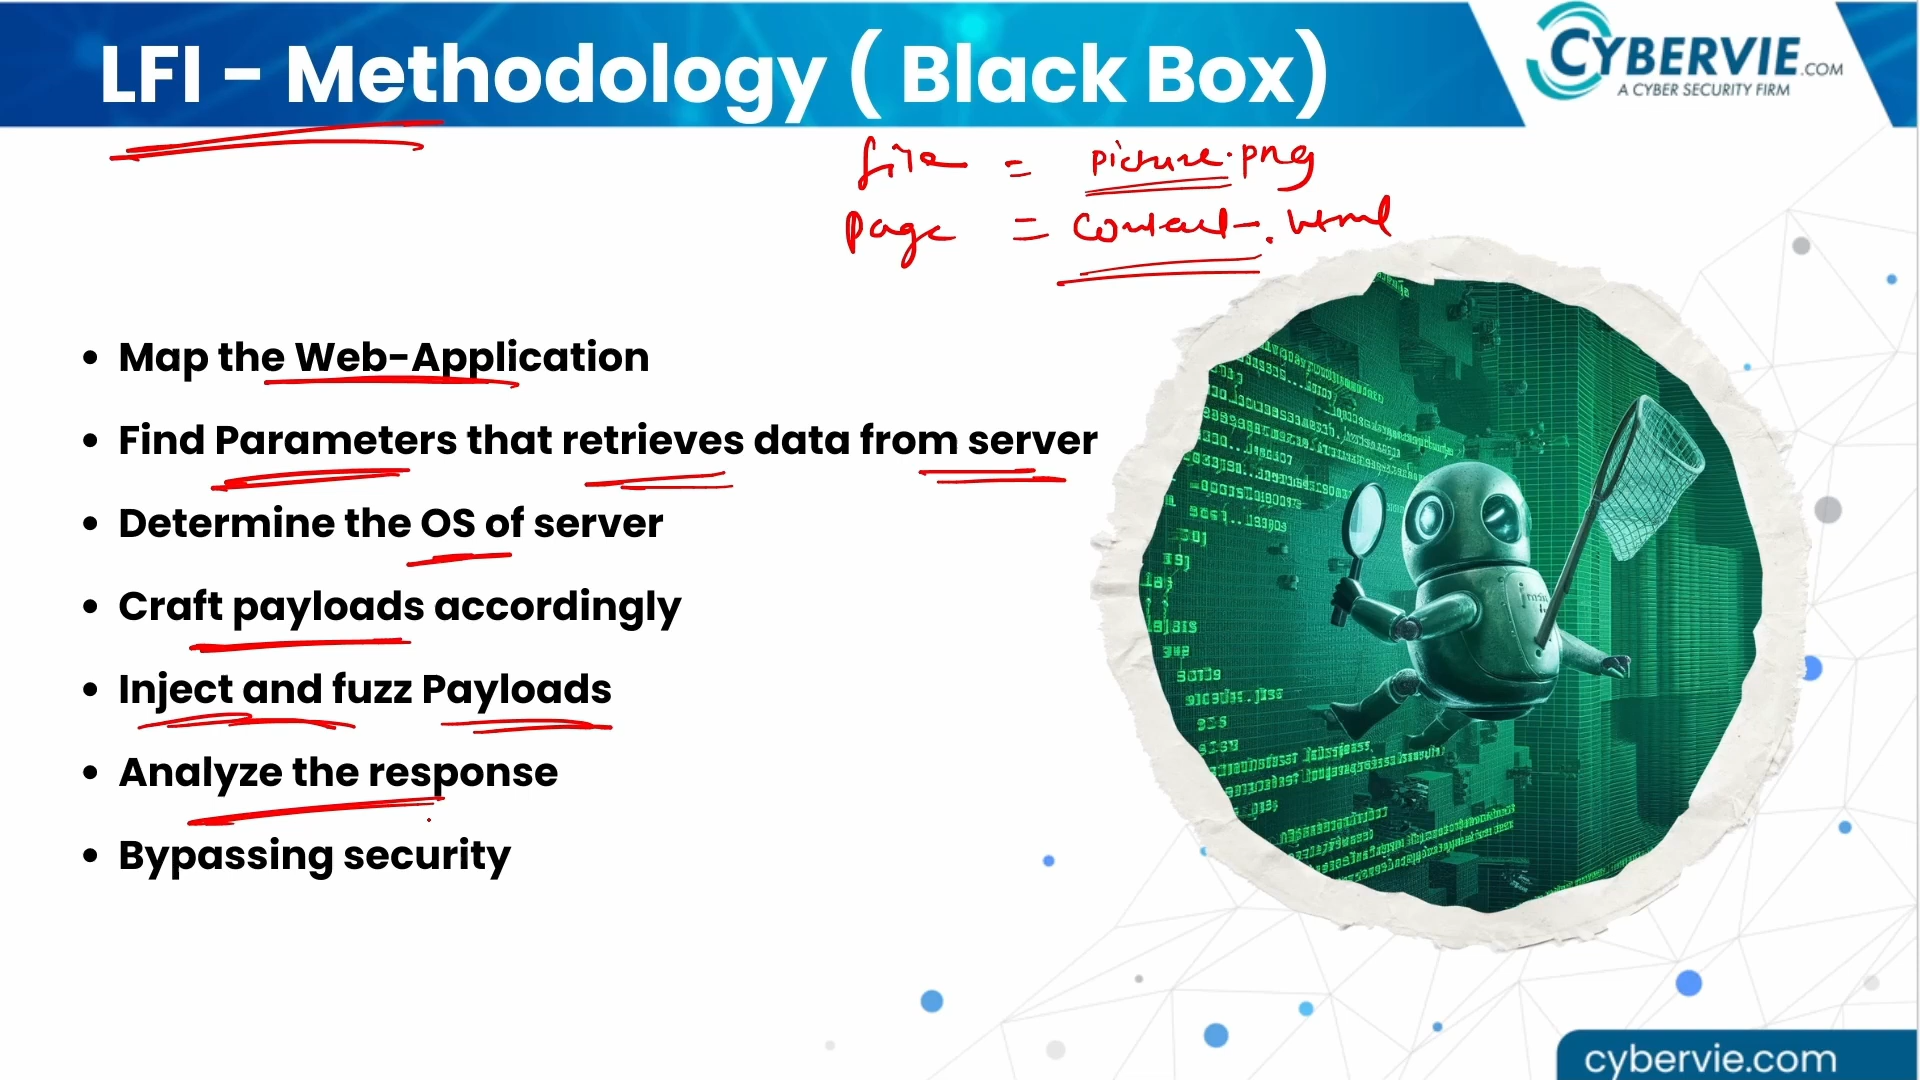 LFI - Methodology ( Black Box)
CYBERVIE.COM
A CYBER SECURITY FIRM
file = picture.png
page = contact.html
• Map the Web-Application
• Find Parameters that retrieves data from server
• Determine the OS of server
• Craft payloads accordingly
• Inject and fuzz Payloads
• Analyze the response
• Bypassing security
cybervie.com